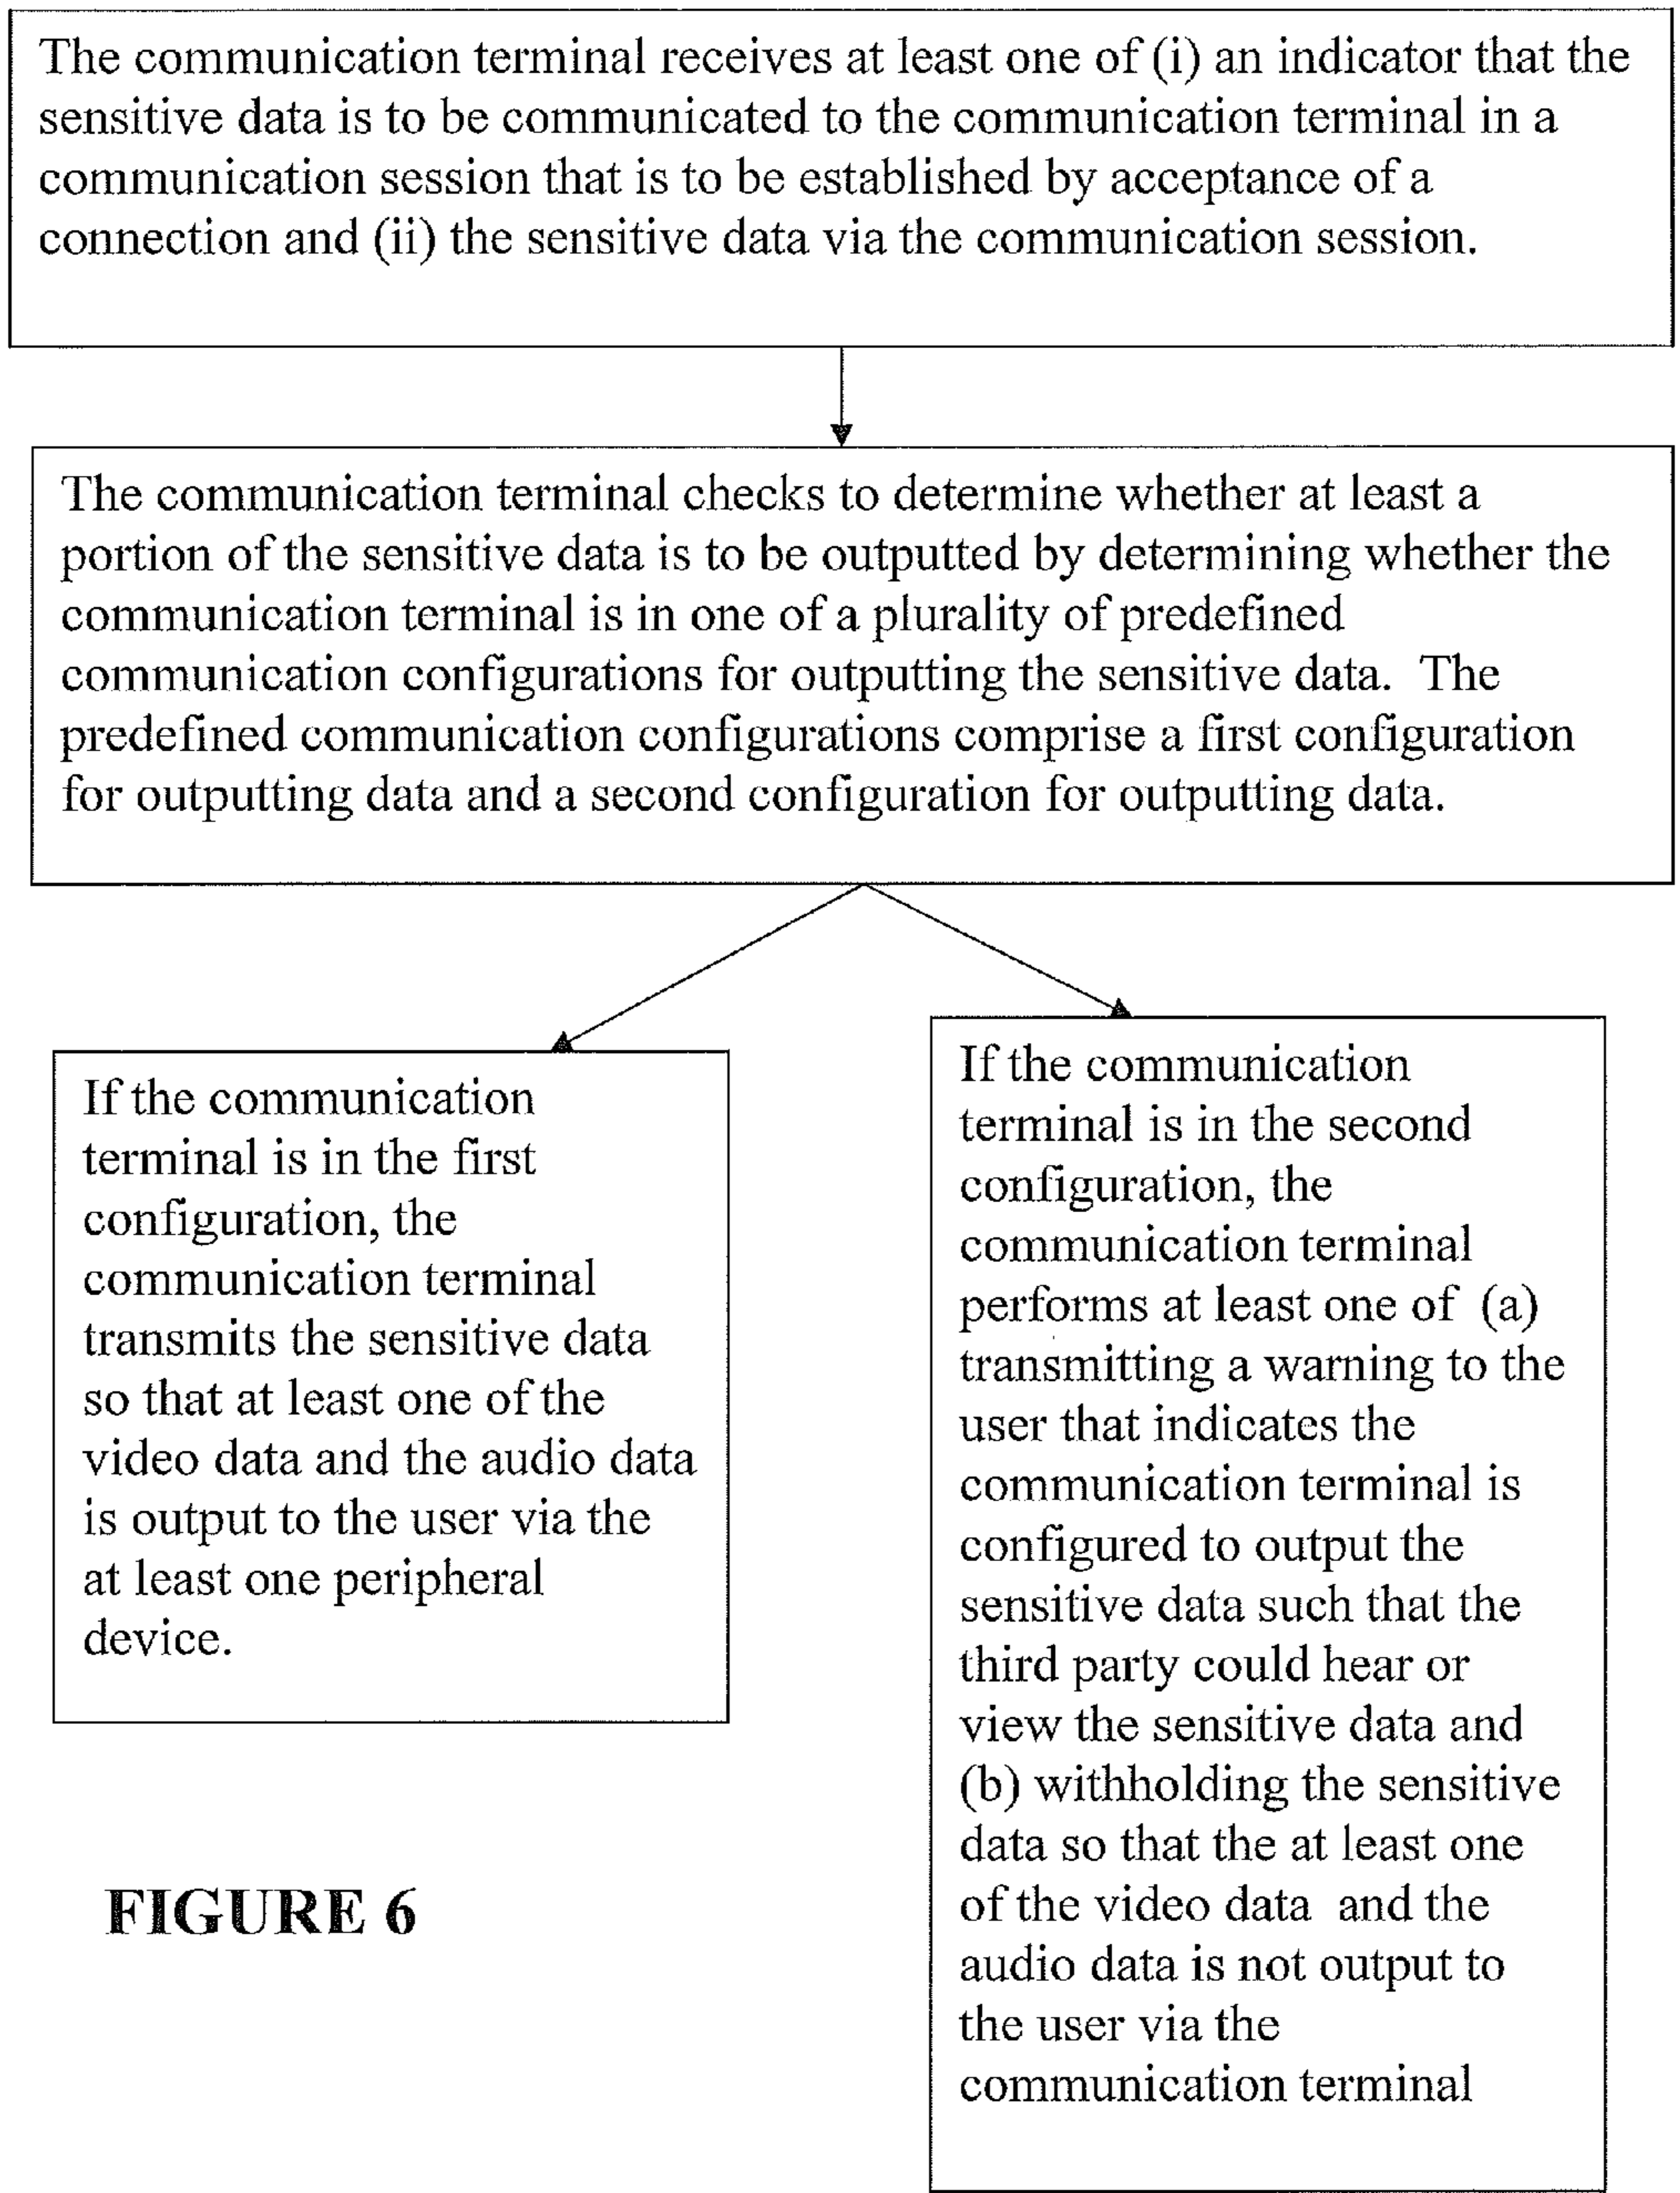 The communication terminal receives at least one of (i) an indicator that the
sensitive data is to be communicated to the communication terminal in a
communication session that is to be established by acceptance of a
connection and (ii) the sensitive data via the communication session.
The communication terminal checks to determine whether at least a
portion of the sensitive data is to be outputted by determining whether the
communication terminal is in one of a plurality of predefined
communication configurations for outputting the sensitive data.  The
predefined communication configurations comprise a first configuration
for outputting data and a second configuration for outputting data.
If the communication
terminal is in the first
configuration, the
communication terminal
transmits the sensitive data
so that at least one of the
video data and the audio data
is output to the user via the
at least one peripheral
device.
If the communication
terminal is in the second
configuration, the
communication terminal
performs at least one of  (a)
transmitting a warning to the
user that indicates the
communication terminal is
configured to output the
sensitive data such that the
third party could hear or
view the sensitive data and
(b) withholding the sensitive
data so that the at least one
of the video data  and the
audio data is not output to
the user via the
communication terminal
FIGURE 6